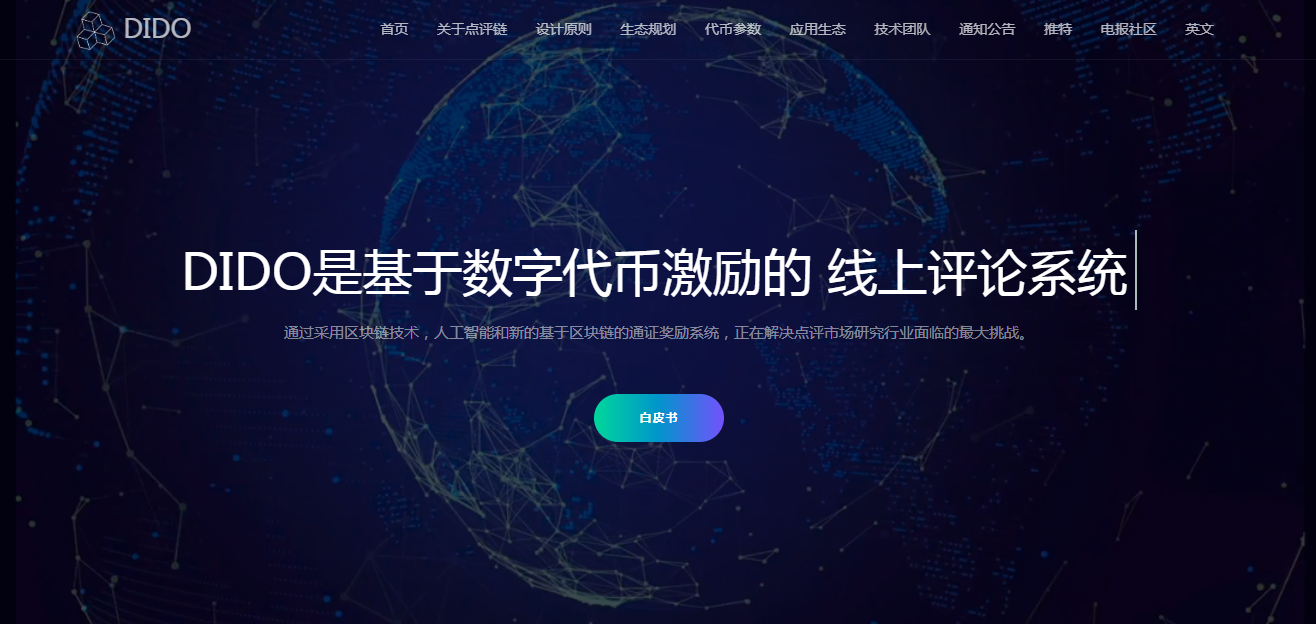 DIDO 首页 关于点评链 设计原则 生态规划 代币参数 应用生态 技术团队 通知公告 推特 电报社区 英文
DIDO是基于数字代币激励的 线上评论系统
通过采用区块链技术，人工智能和新的基于区块链的通证奖励系统，正在解决点评市场研究行业面临的最大挑战。
白皮书